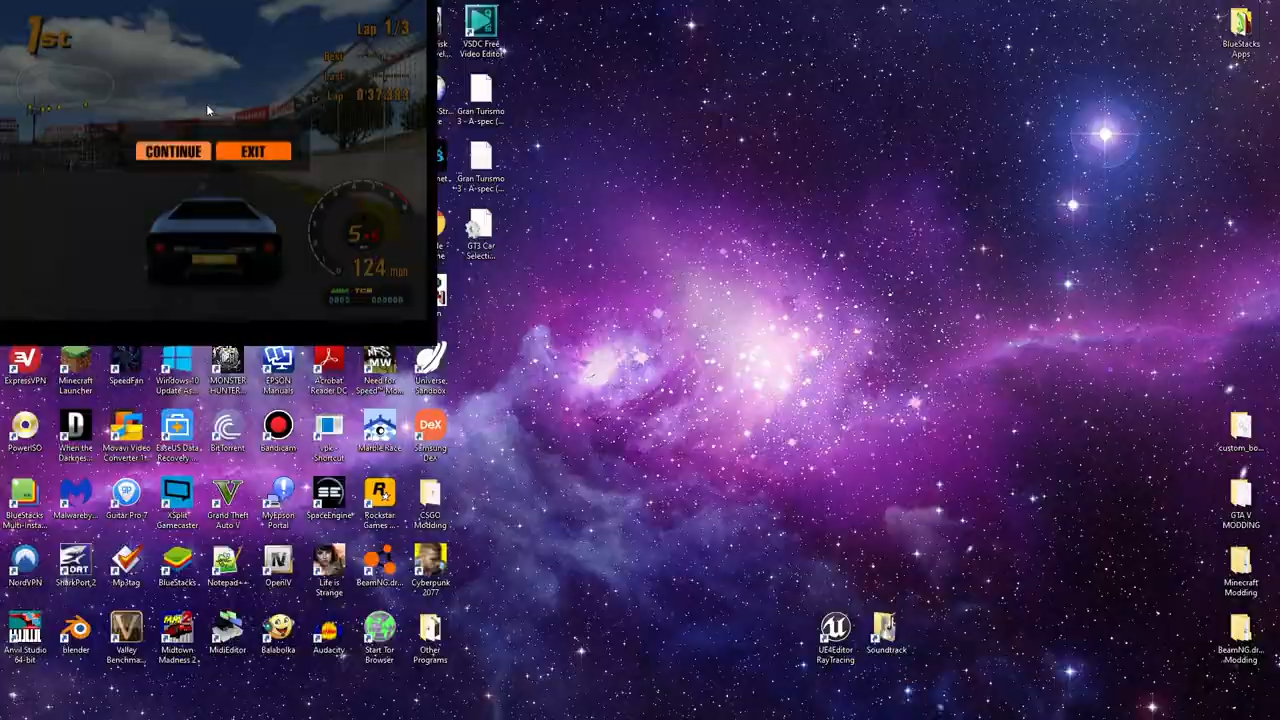 1st
Lap 1/3
Best
Last
Lap 0'37.383
CONTINUE
EXIT
5
124 mph
VSDC Free
Video Editor
Gran Turismo
3 - A-spec (...
Gran Turismo
3 - A-spec (...
GT3 Car
Selecti...
BlueStacks
Apps
ExpressVPN
Minecraft
Launcher
SpeedFan
Windows 10
Update As...
MONSTER
HUNTER...
EPSON
Manuals
Acrobat
Reader DC
Need for
Speed™ Mo...
Universe
Sandbox
PowerISO
When the
Darknes...
Movavi Video
Converter 1...
EaseUS Data
Recovery ...
BitTorrent
Bandicam
vpk -
Shortcut
Marble Race
DeX
Samsung
DeX
custom_bo...
BlueStacks
Multi-Insta...
Malwareby...
Guitar Pro 7
XSplit
Gamecaster
Grand Theft
Auto V
MyEpson
Portal
SpaceEngine
Rockstar
Games ...
CSGO
Modding
GTA V
MODDING
NordVPN
SharkPort 2
Mp3tag
BlueStacks
Notepad++
OpenIV
Life is
Strange
BeamNG.dr...
Cyberpunk
2077
Minecraft
Modding
Anvil Studio
64-bit
blender
Valley
Benchma...
Midtown
Madness 2
MidiEditor
Balabolka
Audacity
Start Tor
Browser
Other
Programs
UE4Editor
RayTracing
Soundtrack
BeamNG.dr...
Modding